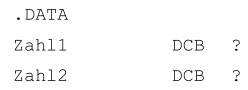 .DATA
Zahl1 DCB ?
Zahl2 DCB ?